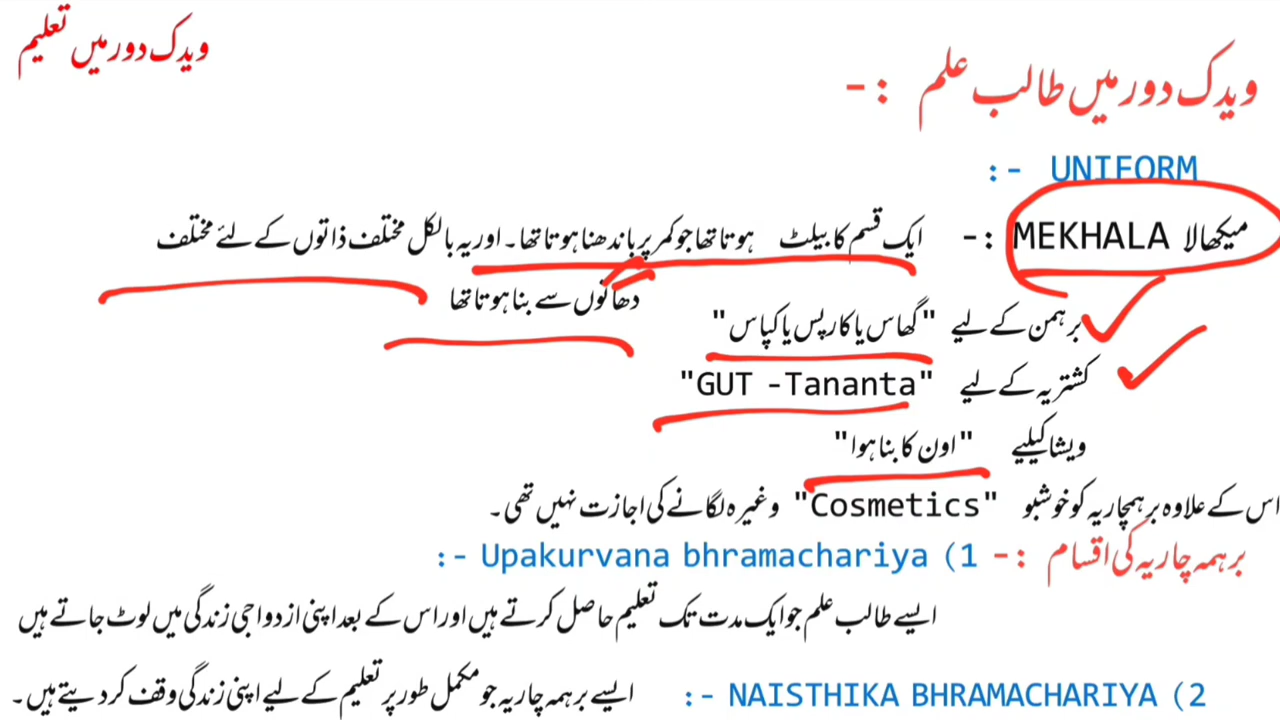 ویدک دور میں تعلیم
ویدک دور میں طالب علم :-
UNIFORM :-
میکھالا MEKHALA :- ایک قسم کا بیلٹ ہوتا تھا جو کمر پر باندھنا ہوتا تھا۔ اور یہ بالکل مختلف ذاتوں کے لئے مختلف
دھاگوں سے بنا ہوتا تھا
برہمن کے لیے "گھاس یا کارپس یا کپاس"
کشتریہ کے لیے "GUT -Tananta"
ویشا کیلیے "اون کا بنا ہوا"
اس کے علاوہ برہمچاریہ کو خوشبو "Cosmetics" وغیرہ لگانے کی اجازت نہیں تھی۔
برہمہ چاریہ کی اقسام :- 1) Upakurvana bhramachariya :-
ایسے طالب علم جو ایک مدت تک تعلیم حاصل کرتے ہیں اور اس کے بعد اپنی ازدواجی زندگی میں لوٹ جاتے ہیں
2) NAISTHIKA BHRAMACHARIYA :- ایسے برہمہ چاریہ جو مکمل طور پر تعلیم کے لیے اپنی زندگی وقف کر دیتے ہیں۔